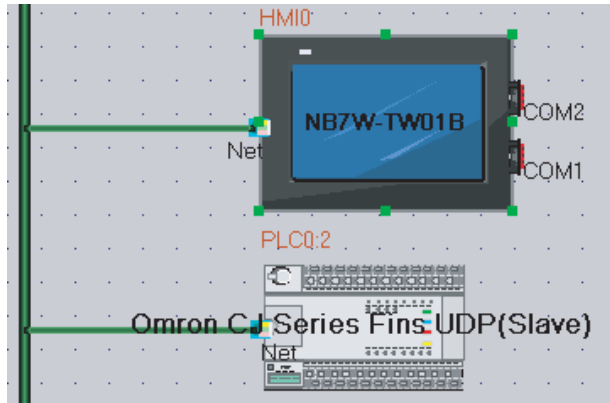 HMI0
NB7W-TW01B
COM2
Net
COM1
PLC0:2
Omron CJ Series Fins UDP(Slave)
Net